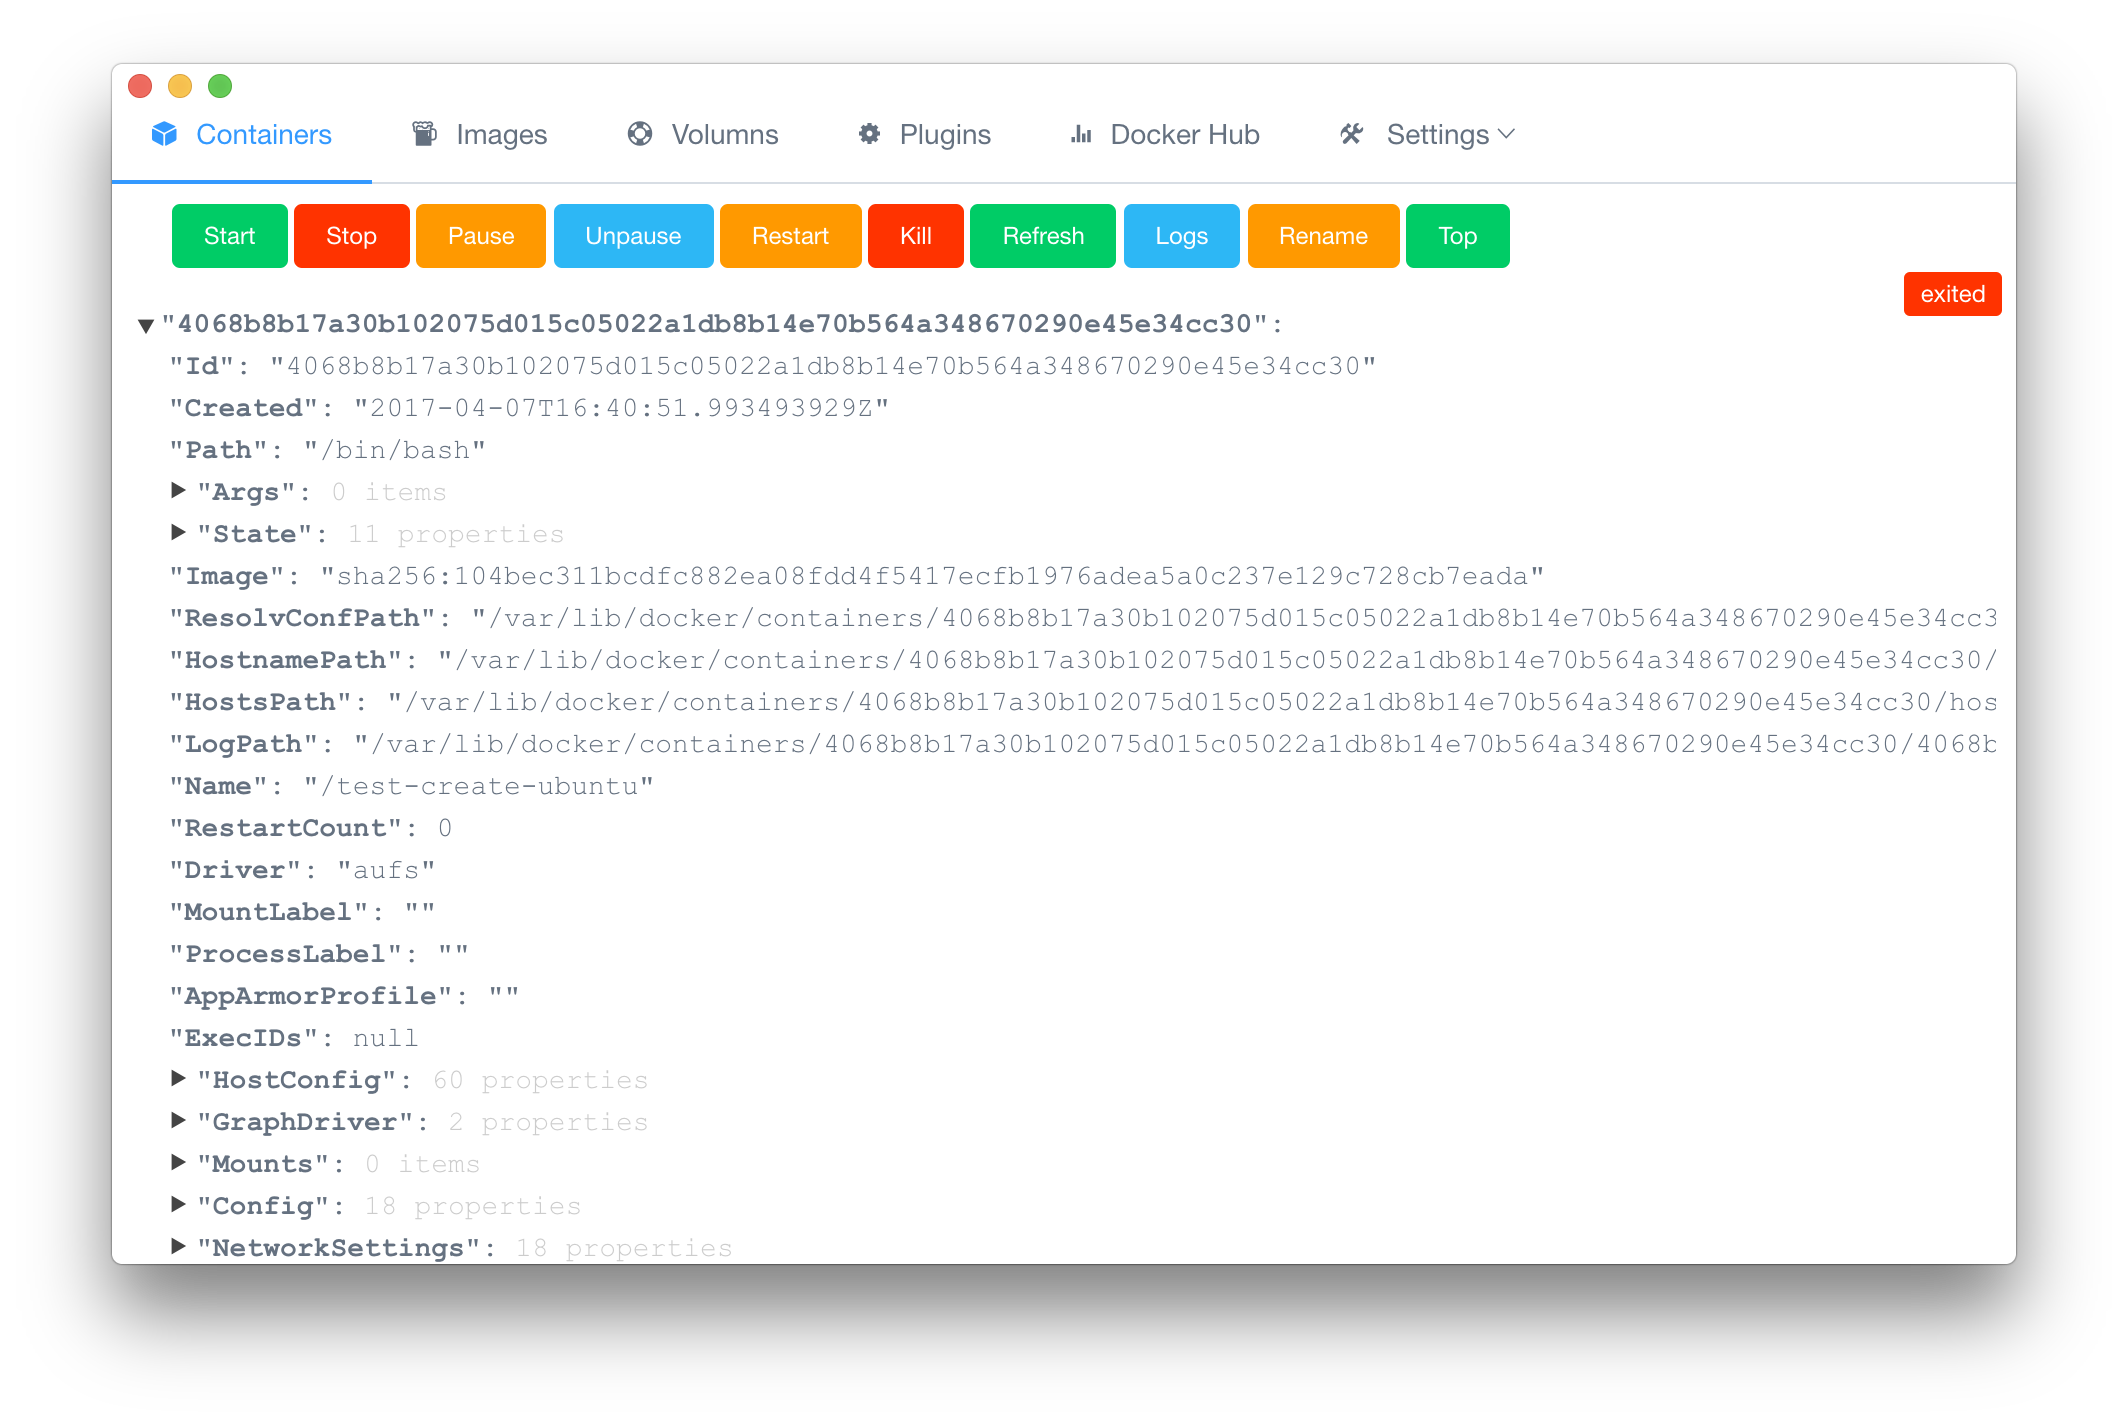 Containers Images Volumns Plugins Docker Hub Settings
Start Stop Pause Unpause Restart Kill Refresh Logs Rename Top
exited
"4068b8b17a30b102075d015c05022a1db8b14e70b564a348670290e45e34cc30":
"Id": "4068b8b17a30b102075d015c05022a1db8b14e70b564a348670290e45e34cc30"
"Created": "2017-04-07T16:40:51.993493929Z"
"Path": "/bin/bash"
"Args": 0 items
"State": 11 properties
"Image": "sha256:104bec311bcdfc882ea08fdd4f5417ecfb1976adea5a0c237e129c728cb7eada"
"ResolvConfPath": "/var/lib/docker/containers/4068b8b17a30b102075d015c05022a1db8b14e70b564a348670290e45e34cc3
"HostnamePath": "/var/lib/docker/containers/4068b8b17a30b102075d015c05022a1db8b14e70b564a348670290e45e34cc30/
"HostsPath": "/var/lib/docker/containers/4068b8b17a30b102075d015c05022a1db8b14e70b564a348670290e45e34cc30/hos
"LogPath": "/var/lib/docker/containers/4068b8b17a30b102075d015c05022a1db8b14e70b564a348670290e45e34cc30/4068b
"Name": "/test-create-ubuntu"
"RestartCount": 0
"Driver": "aufs"
"MountLabel": ""
"ProcessLabel": ""
"AppArmorProfile": ""
"ExecIDs": null
"HostConfig": 60 properties
"GraphDriver": 2 properties
"Mounts": 0 items
"Config": 18 properties
"NetworkSettings": 18 properties